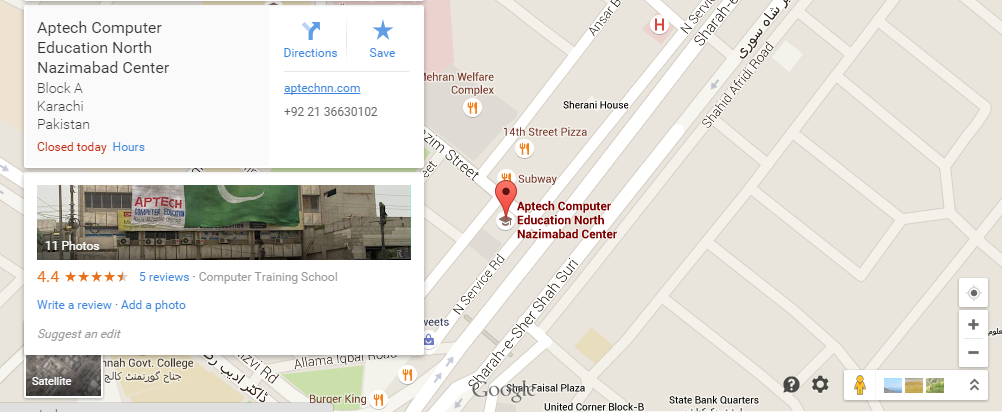 Aptech Computer
Education North
Nazimabad Center
Block A
Karachi
Pakistan
Closed today Hours
Directions
Save
aptechnn.com
+92 21 36630102
APTECH
COMPUTER EDUCATION
11 Photos
4.4
5 reviews · Computer Training School
Write a review · Add a photo
Suggest an edit
Satellite
nnah Govt. College
جناح گورنمنٹ کالج
zvi Rd
ڈاکٹر ادیب رض
Allama Iqbal Road
Burger King
weets
N Service Rd
Sharah-e-Sher Shah Suri
Shah Faisal Plaza
Google
United Corner Block-B
State Bank Quarters
Mehran Welfare
Complex
Sherani House
14th Street Pizza
zim Street
Subway
Aptech Computer
Education North
Nazimabad Center
Ansar B
H
N Service
Sharah-e
یر شاہ سوری
Shahid Afridi Road